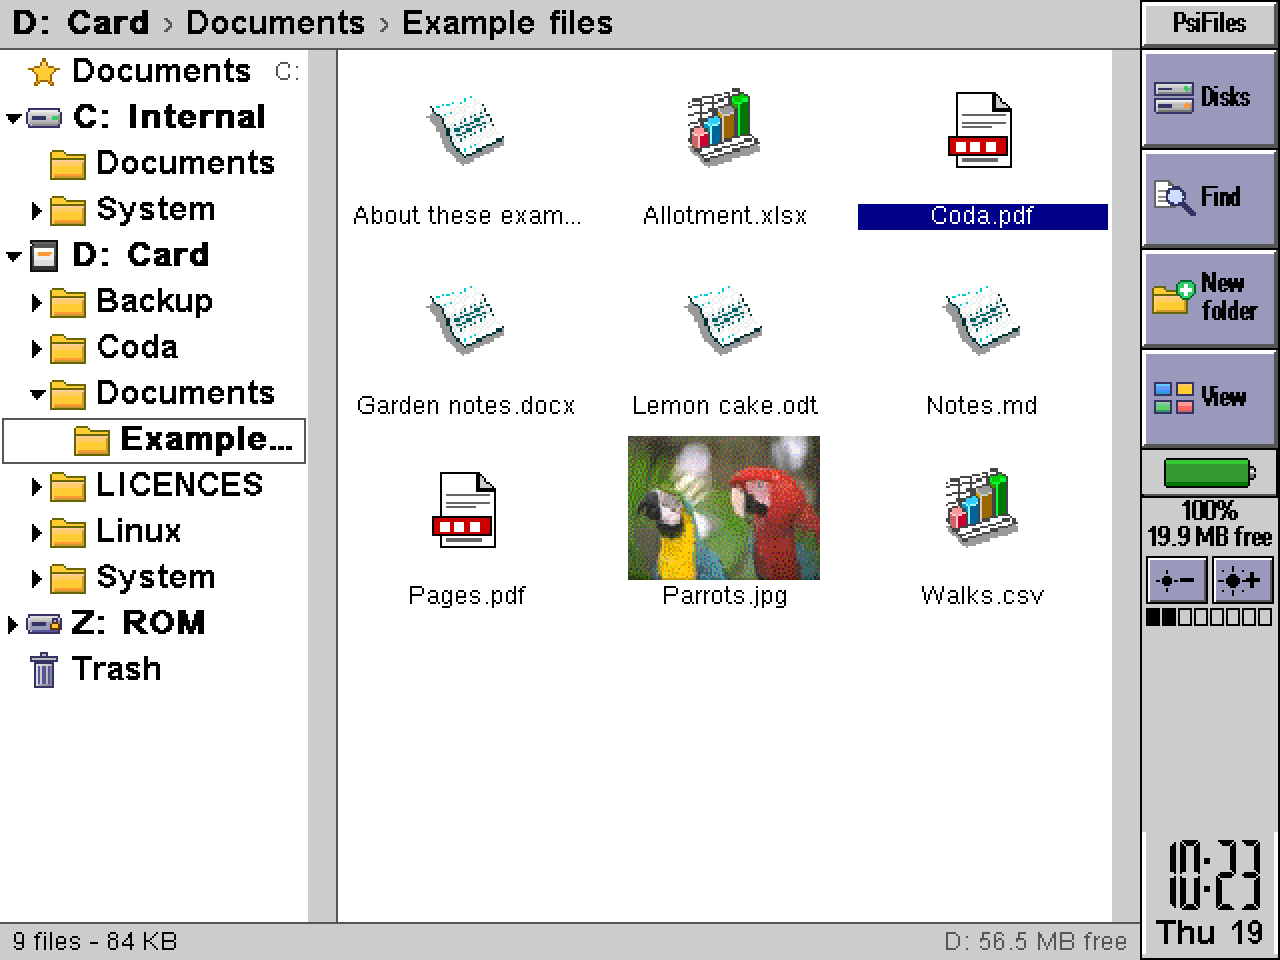 D: Card › Documents › Example files
PsiFiles
Documents C:
C: Internal
Documents
System
D: Card
Backup
Coda
Documents
Example...
LICENCES
Linux
System
Z: ROM
Trash
About these exam...
Allotment.xlsx
Coda.pdf
Garden notes.docx
Lemon cake.odt
Notes.md
Pages.pdf
Parrots.jpg
Walks.csv
Disks
Find
New
folder
View
100%
19.9 MB free
10:23
Thu 19
9 files - 84 KB
D: 56.5 MB free